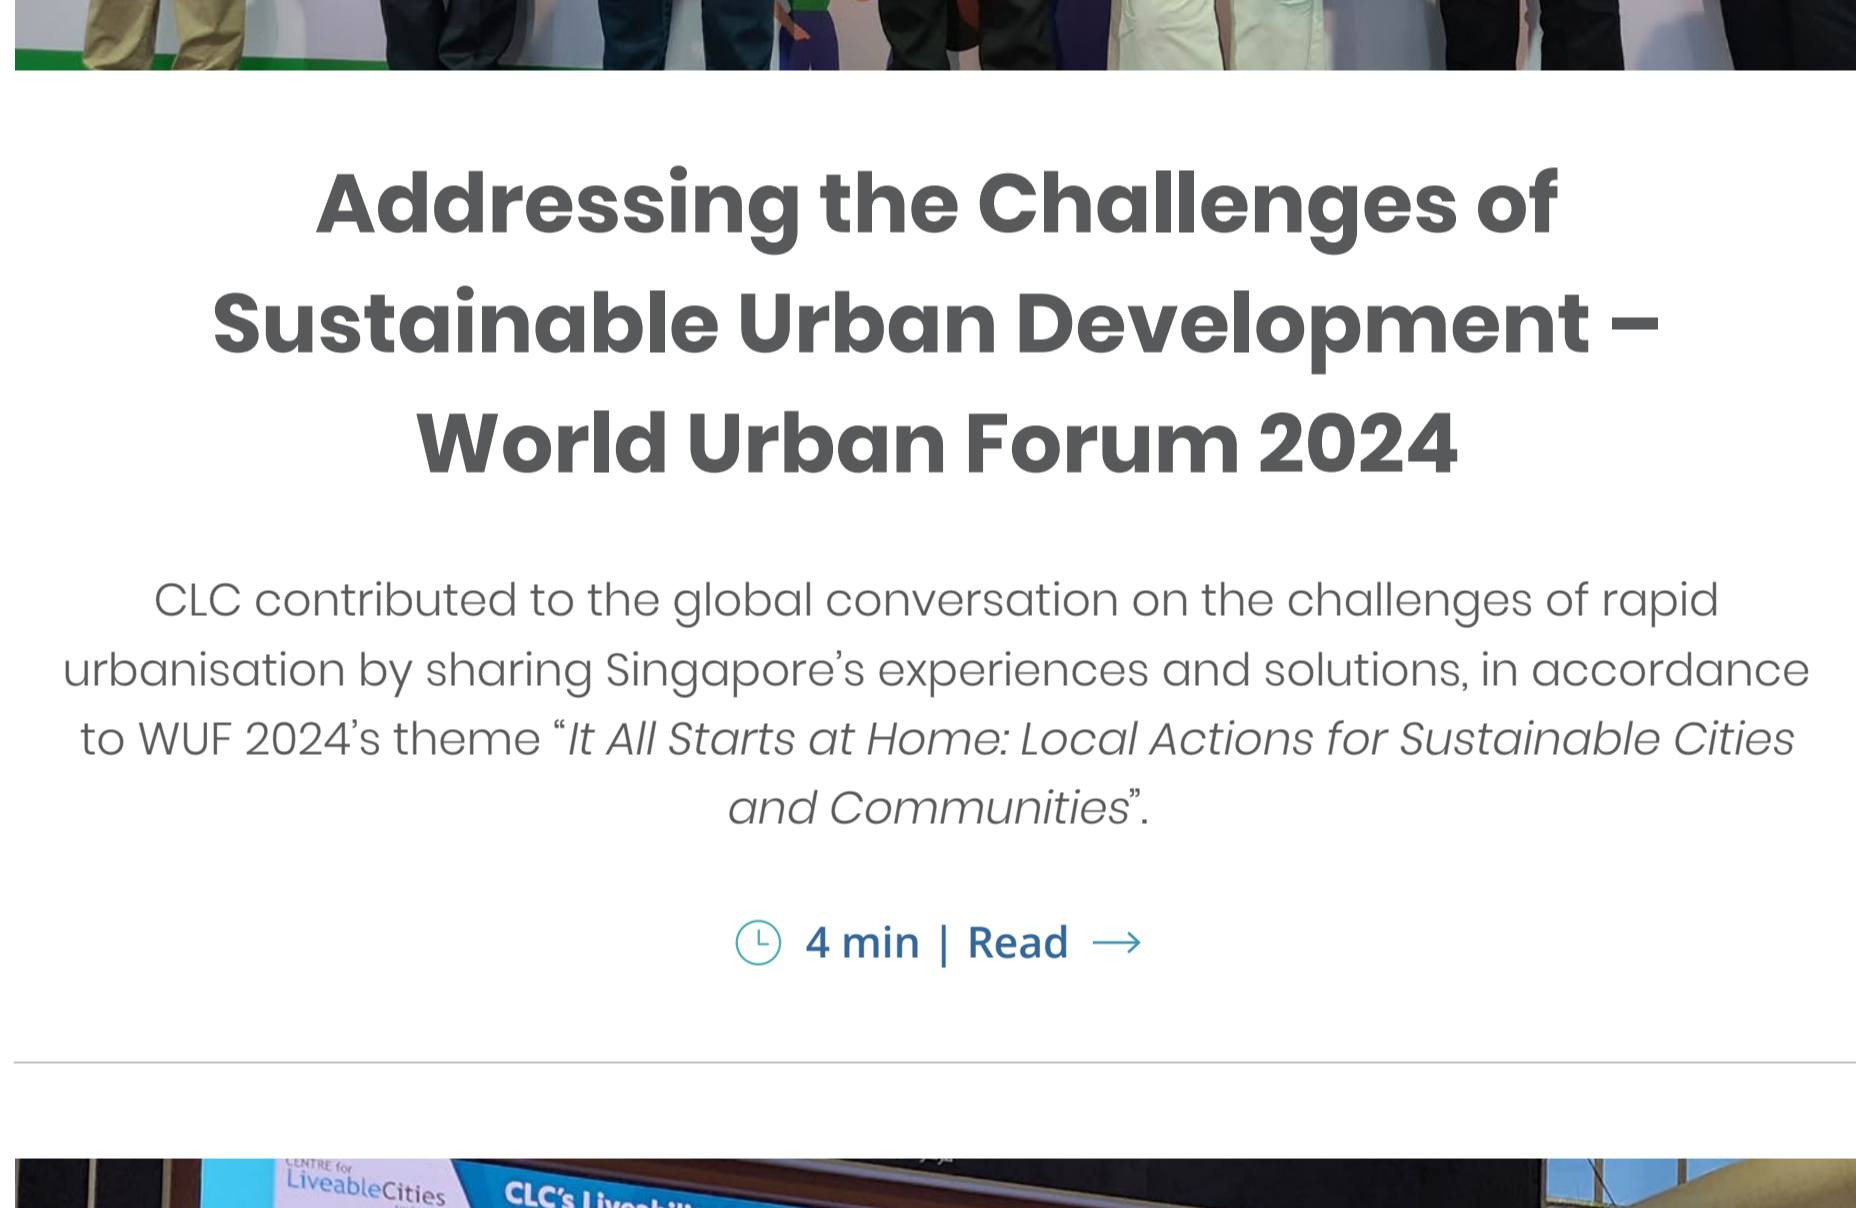 Addressing the Challenges of
Sustainable Urban Development –
World Urban Forum 2024
CLC contributed to the global conversation on the challenges of rapid
urbanisation by sharing Singapore’s experiences and solutions, in accordance
to WUF 2024’s theme “It All Starts at Home: Local Actions for Sustainable Cities
and Communities”.
4 min | Read
CENTRE for
LiveableCities
CLC’s